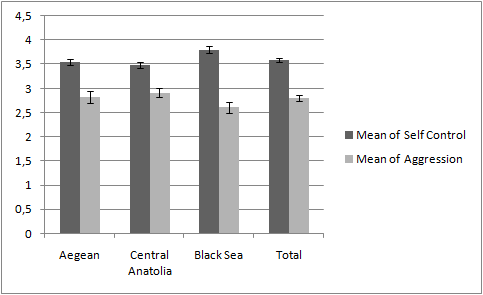 4,5
4
3,5
3
2,5
2
1,5
1
0,5
0
Aegean
Central
Anatolia
Black Sea
Total
Mean of Self Control
Mean of Aggression